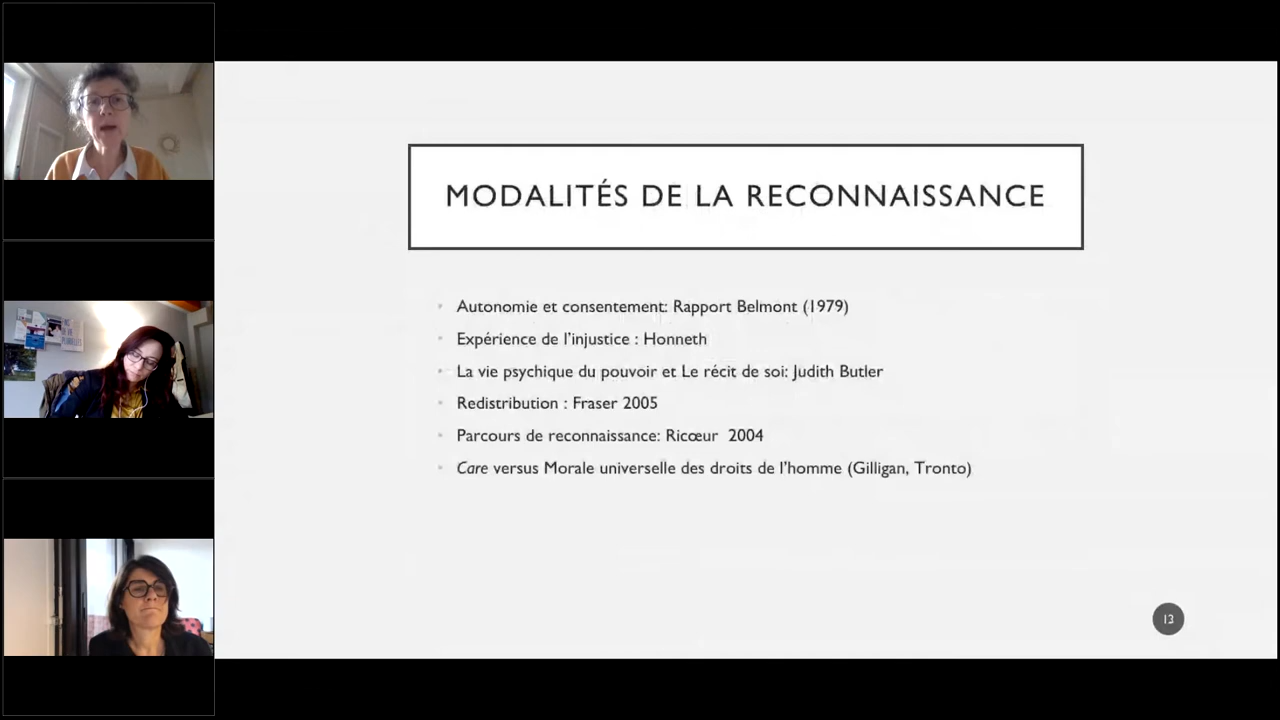 MODALITÉS DE LA RECONNAISSANCE
Autonomie et consentement: Rapport Belmont (1979)
Expérience de l'injustice : Honneth
La vie psychique du pouvoir et Le récit de soi: Judith Butler
Redistribution : Fraser 2005
Parcours de reconnaissance: Ricœur 2004
Care versus Morale universelle des droits de l'homme (Gilligan, Tronto)
13